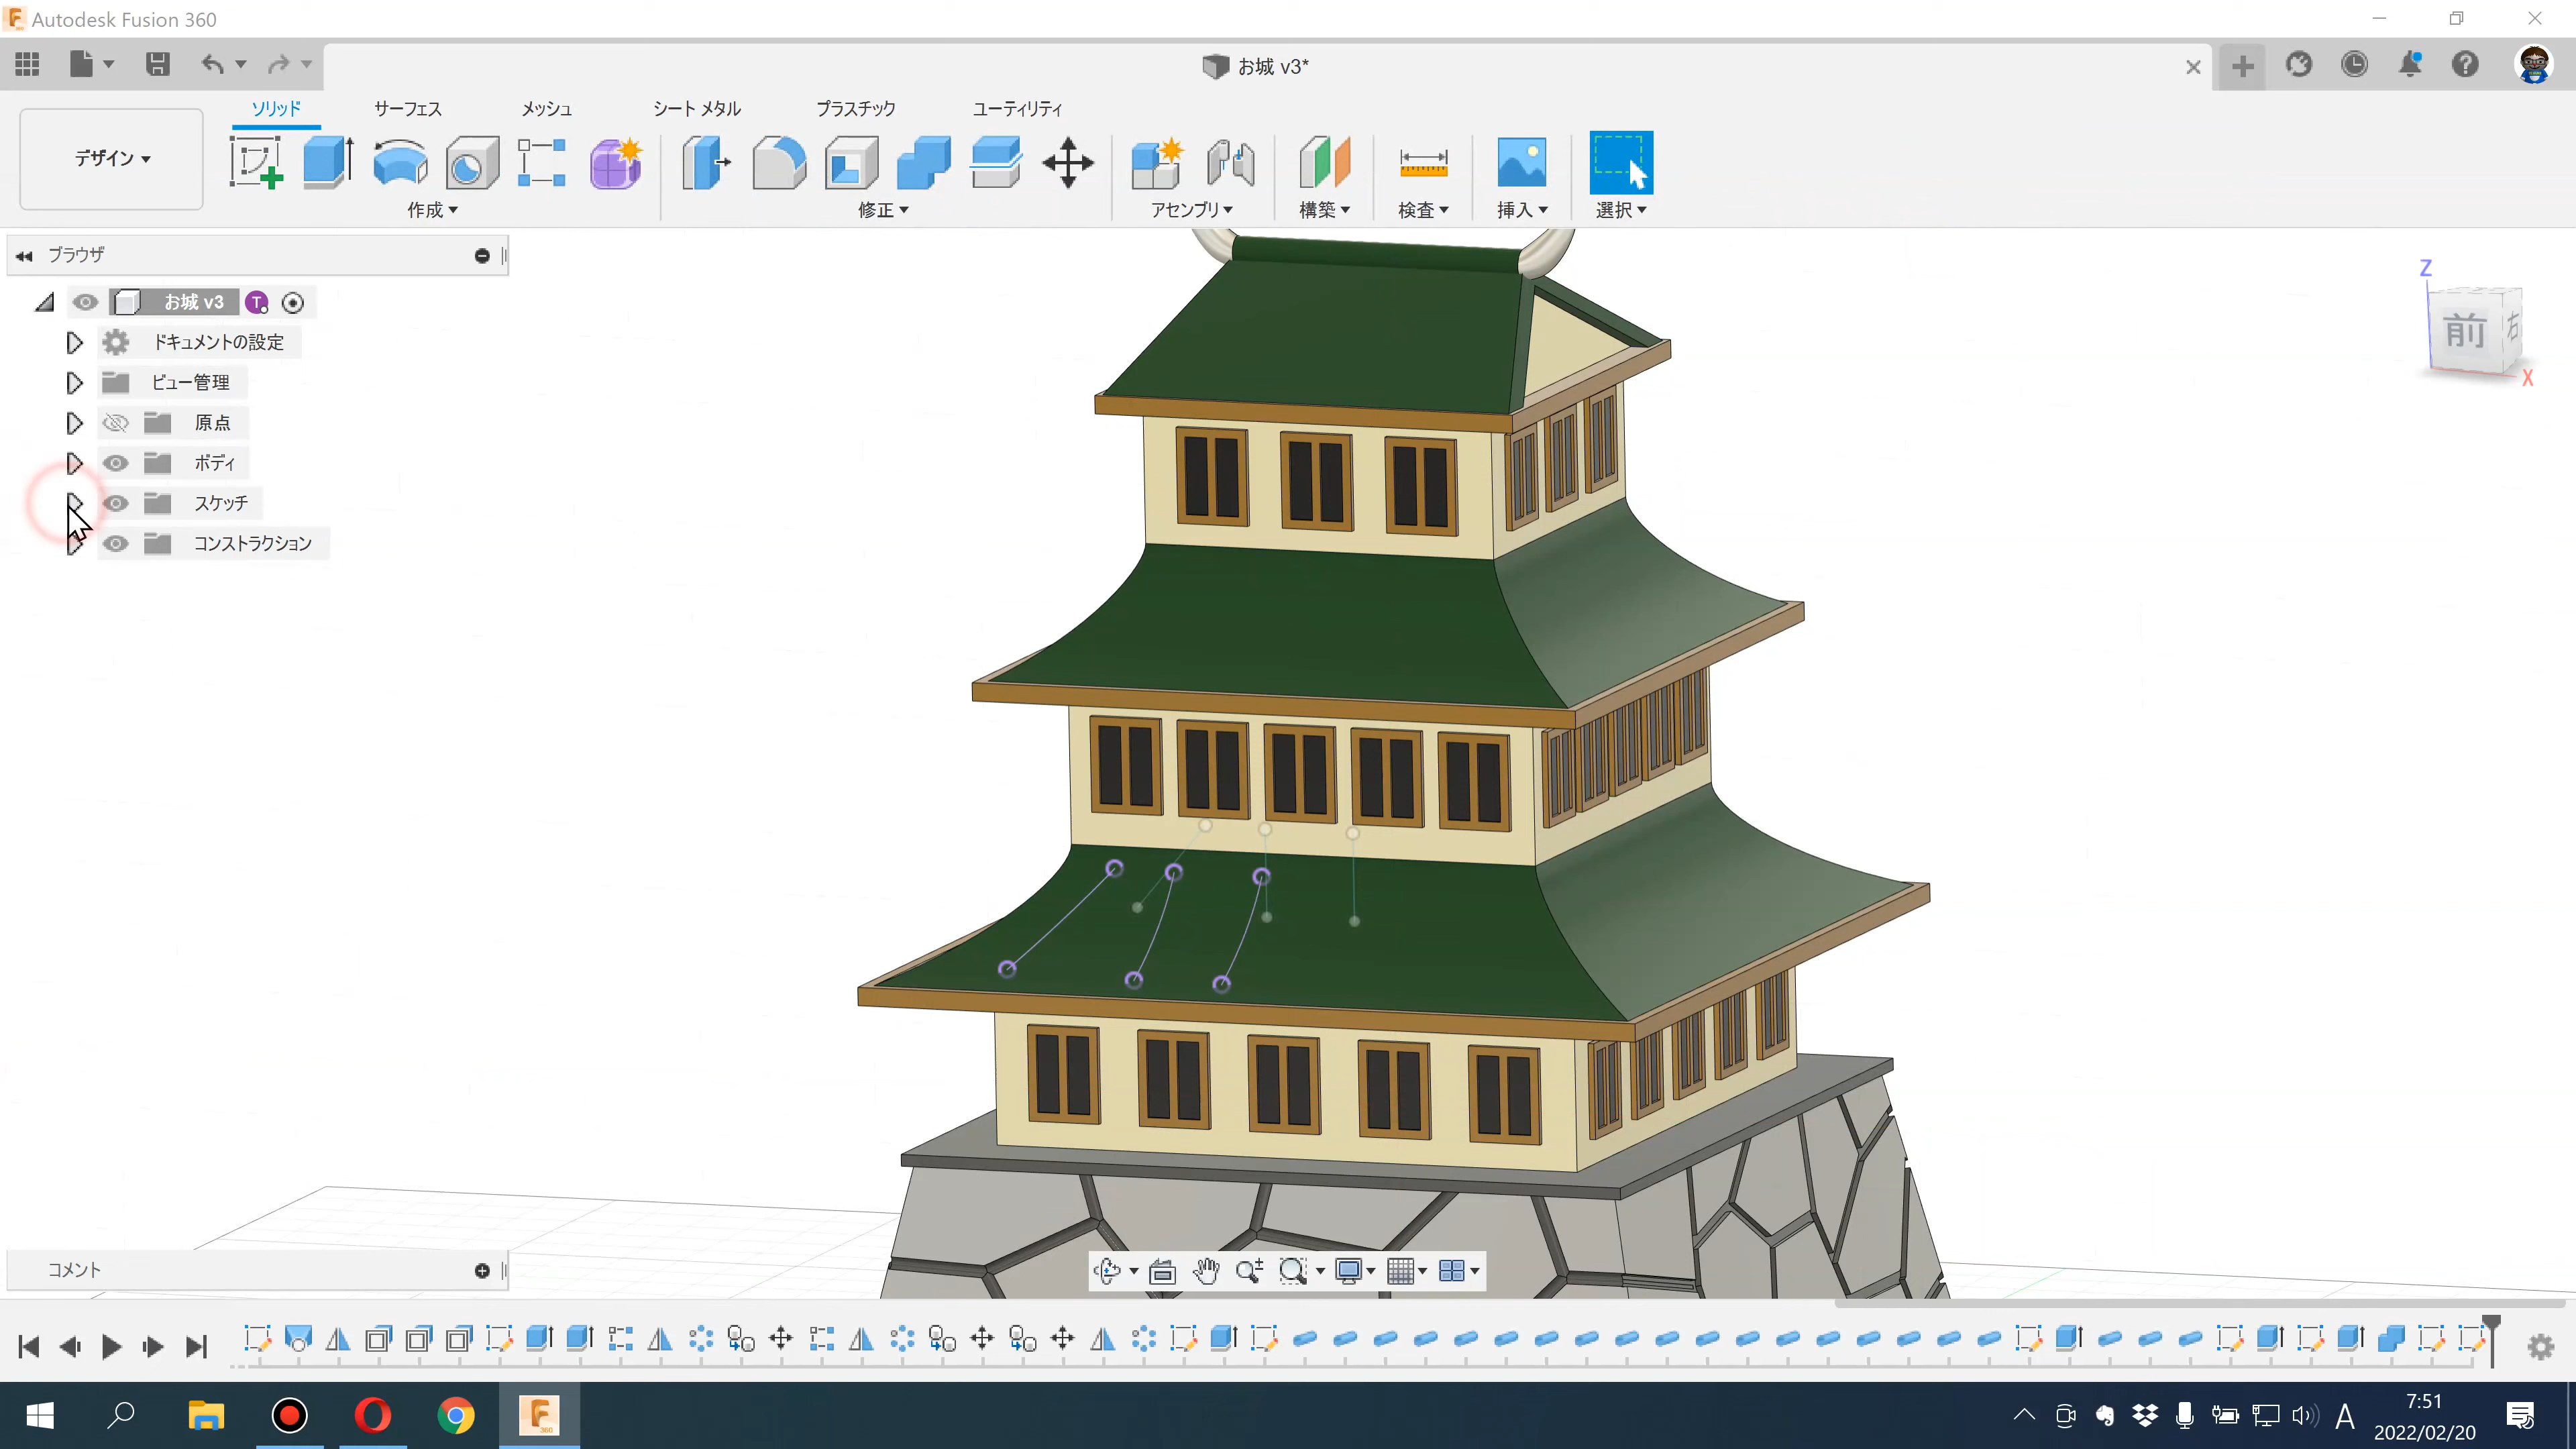 Autodesk Fusion 360
お城 v3*
ソリッド サーフェス メッシュ シート メタル プラスチック ユーティリティ
デザイン
作成 修正 アセンブリ 構築 検査 挿入 選択
ブラウザ
お城 v3
ドキュメントの設定
ビュー管理
原点
ボディ
スケッチ
コンストラクション
Z
前 右
X
コメント
A
7:51
2022/02/20